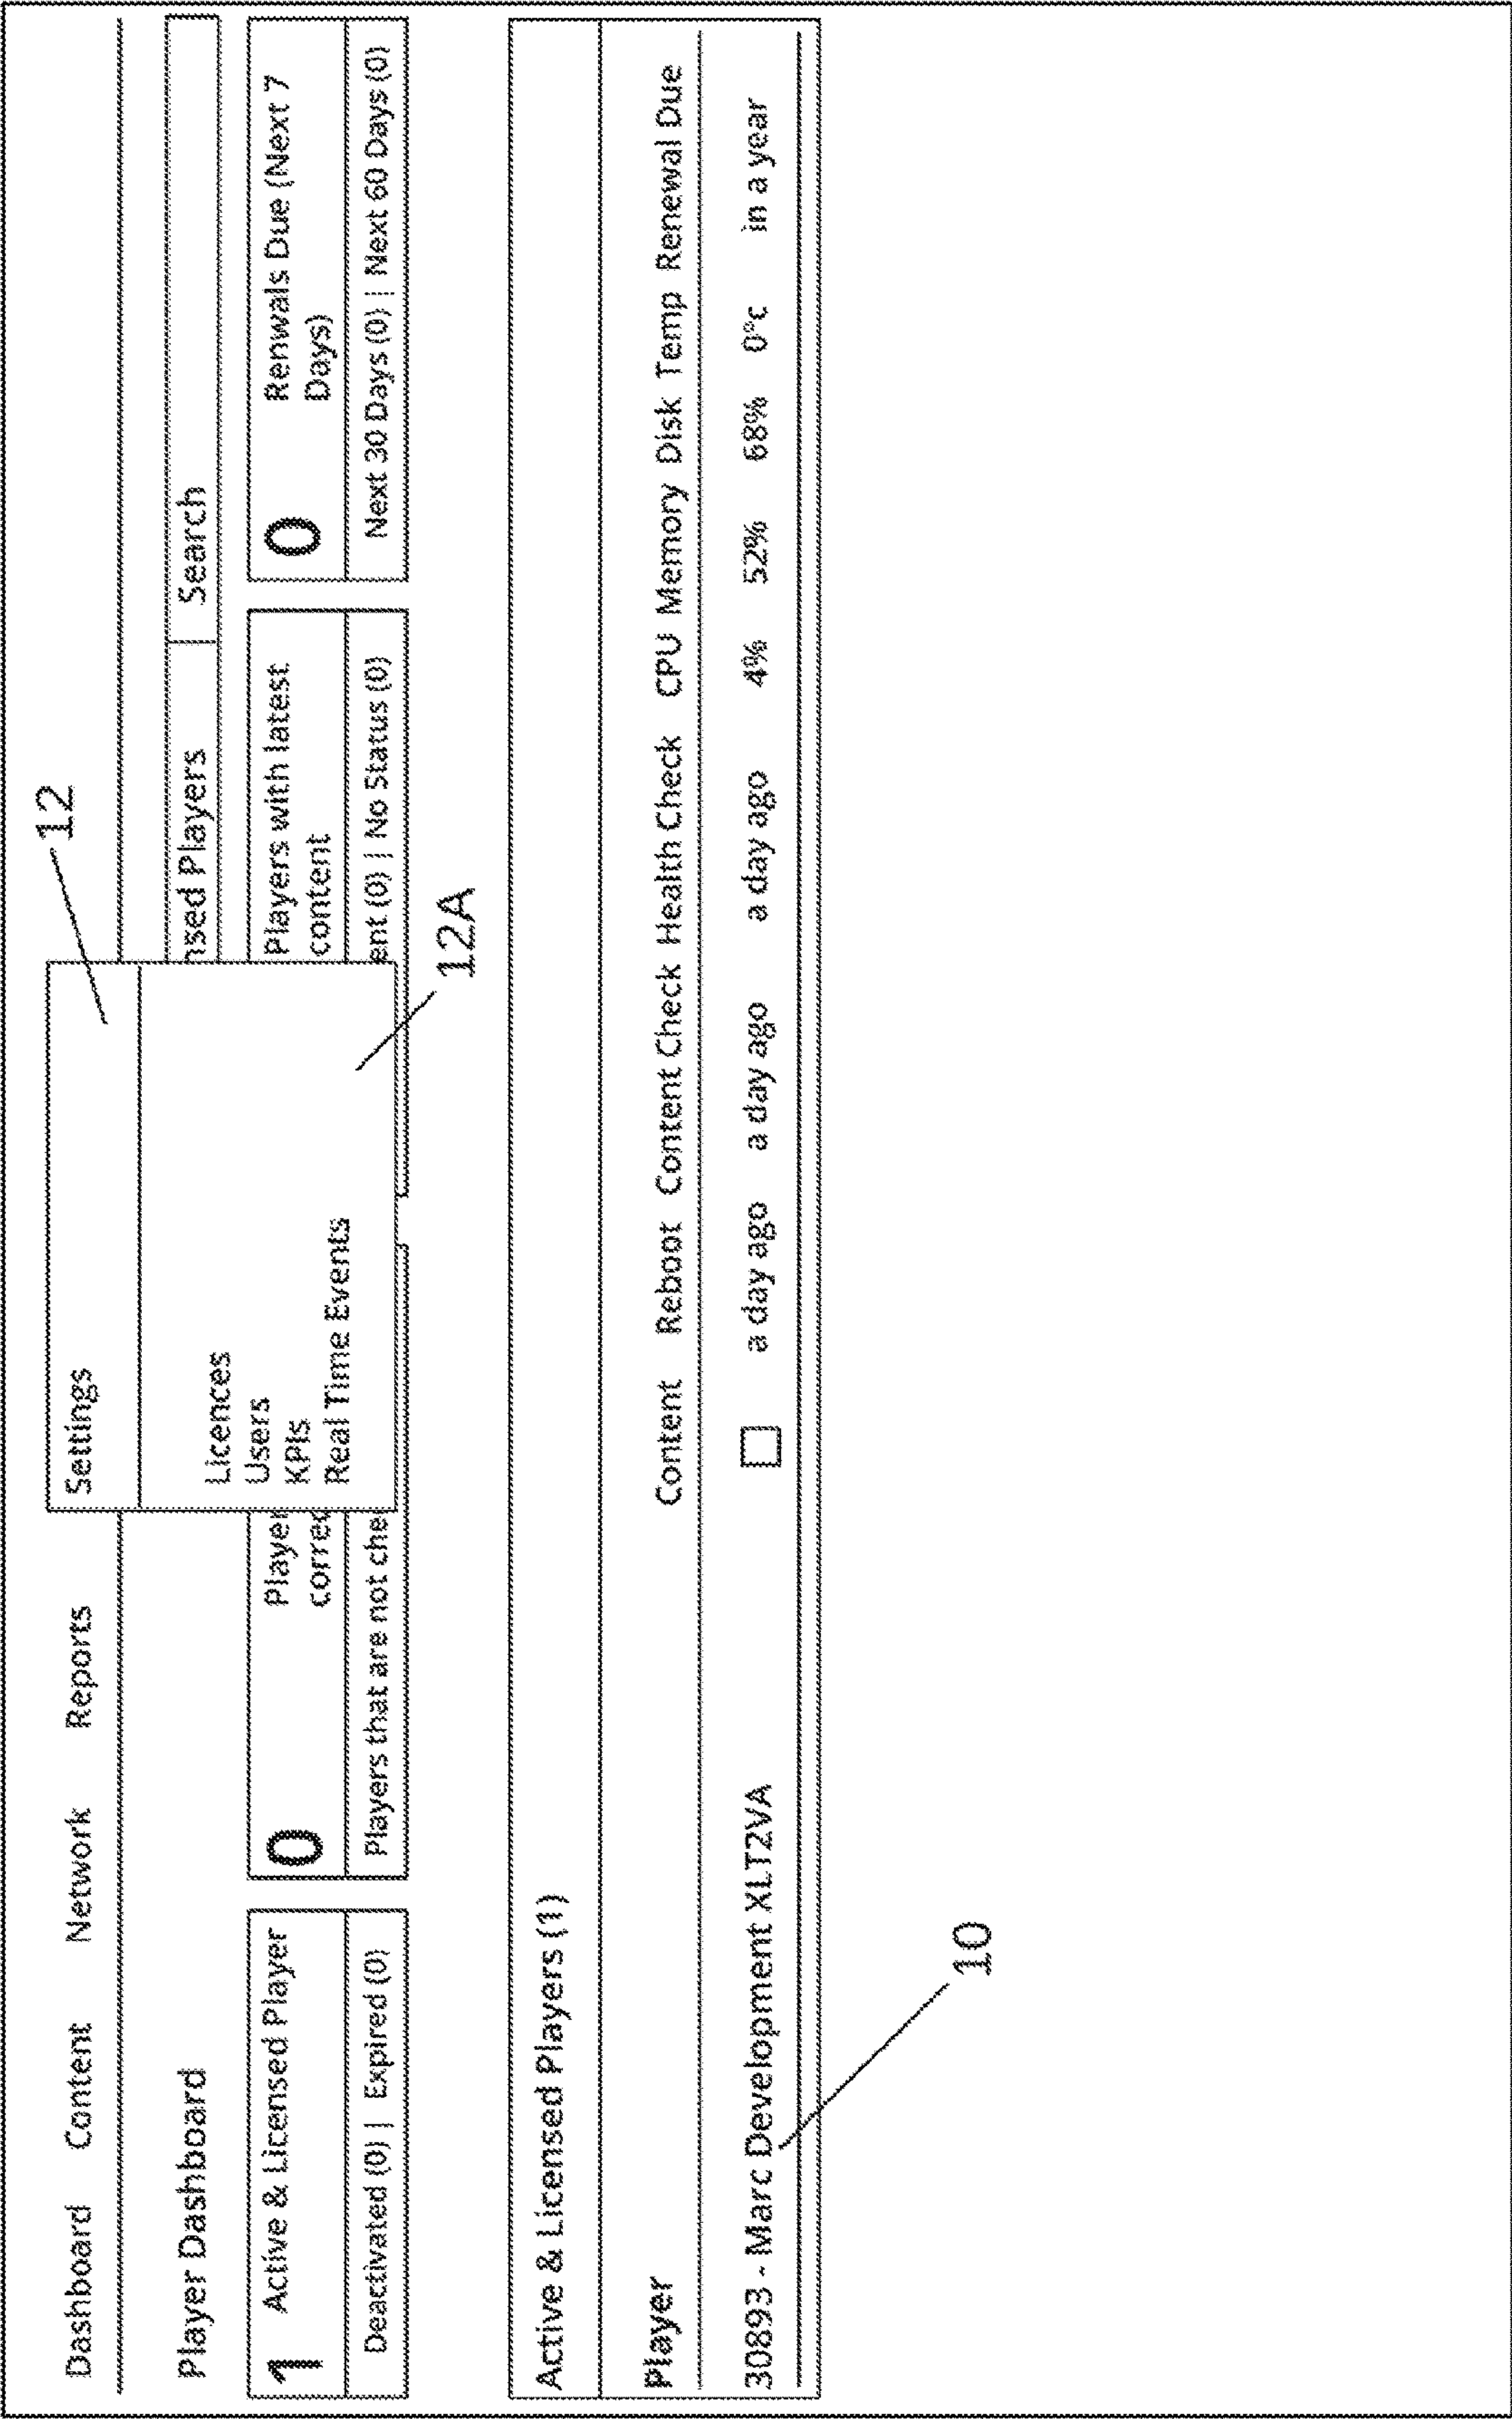 12
Dashboard Content Network Reports Settings
Player Dashboard
nsed Players | Search
Licences
Users
KPIs
Real Time Events
1 Active & Licensed Player
Deactivated (0) | Expired (0)
0 Player
correc
Players that are not che
Players with latest
content
ent (0) | No Status (0)
0 Renwals Due (Next 7
Days)
Next 30 Days (0) | Next 60 Days (0)
12A
Active & Licensed Players (1)
Player Content Reboot Content Check Health Check CPU Memory Disk Temp Renewal Due
30893 - Marc Development XLT2VA a day ago a day ago a day ago 4% 52% 68% 0°c in a year
10